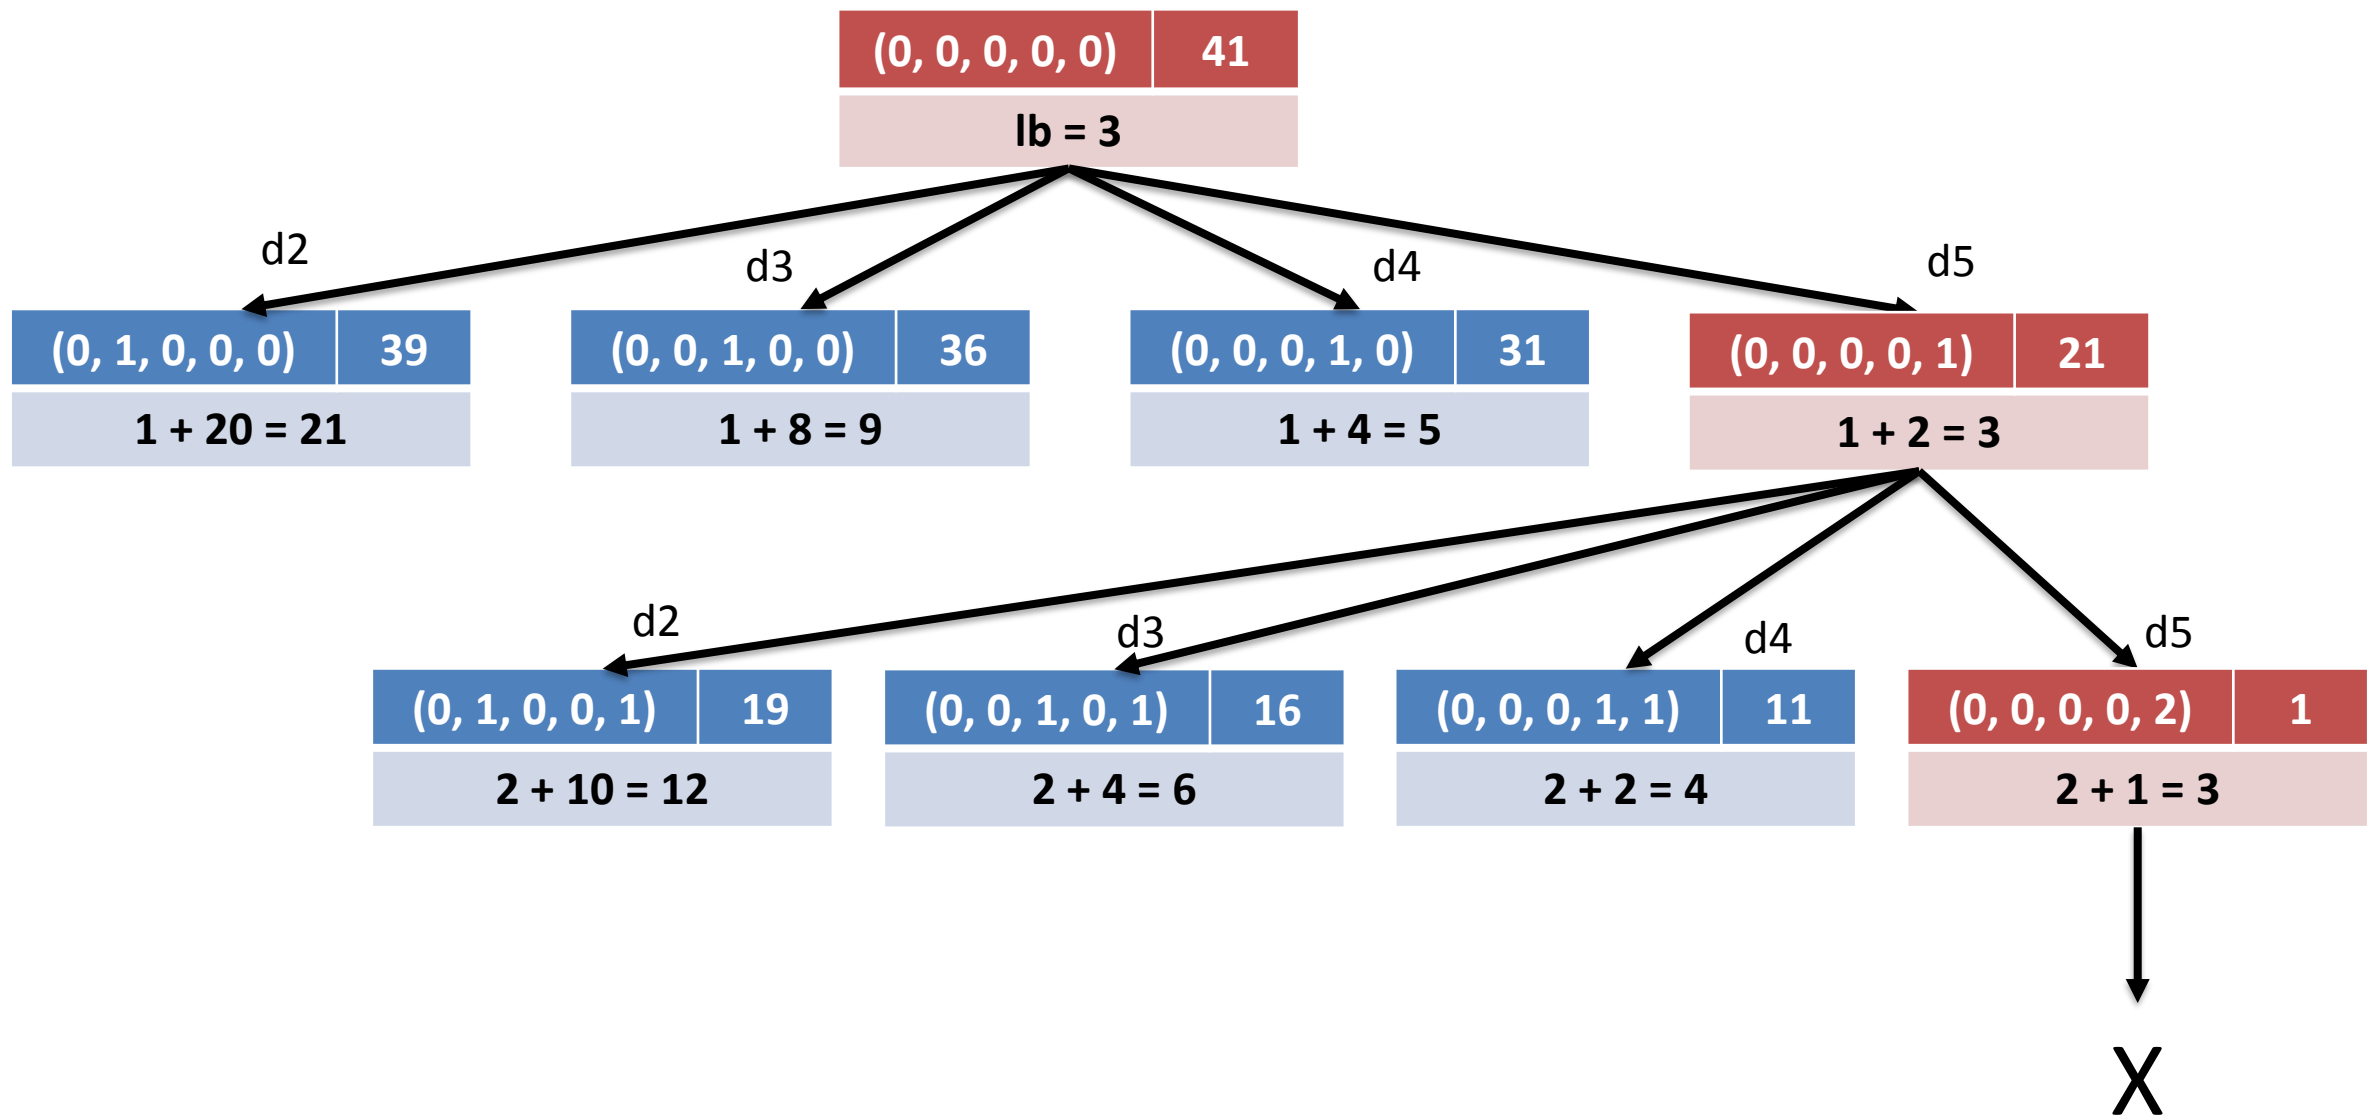 (0, 0, 0, 0, 0) 41
lb = 3
d2
d3
d4
d5
(0, 1, 0, 0, 0) 39
1 + 20 = 21
(0, 0, 1, 0, 0) 36
1 + 8 = 9
(0, 0, 0, 1, 0) 31
1 + 4 = 5
(0, 0, 0, 0, 1) 21
1 + 2 = 3
d2
d3
d4
d5
(0, 1, 0, 0, 1) 19
2 + 10 = 12
(0, 0, 1, 0, 1) 16
2 + 4 = 6
(0, 0, 0, 1, 1) 11
2 + 2 = 4
(0, 0, 0, 0, 2) 1
2 + 1 = 3
X